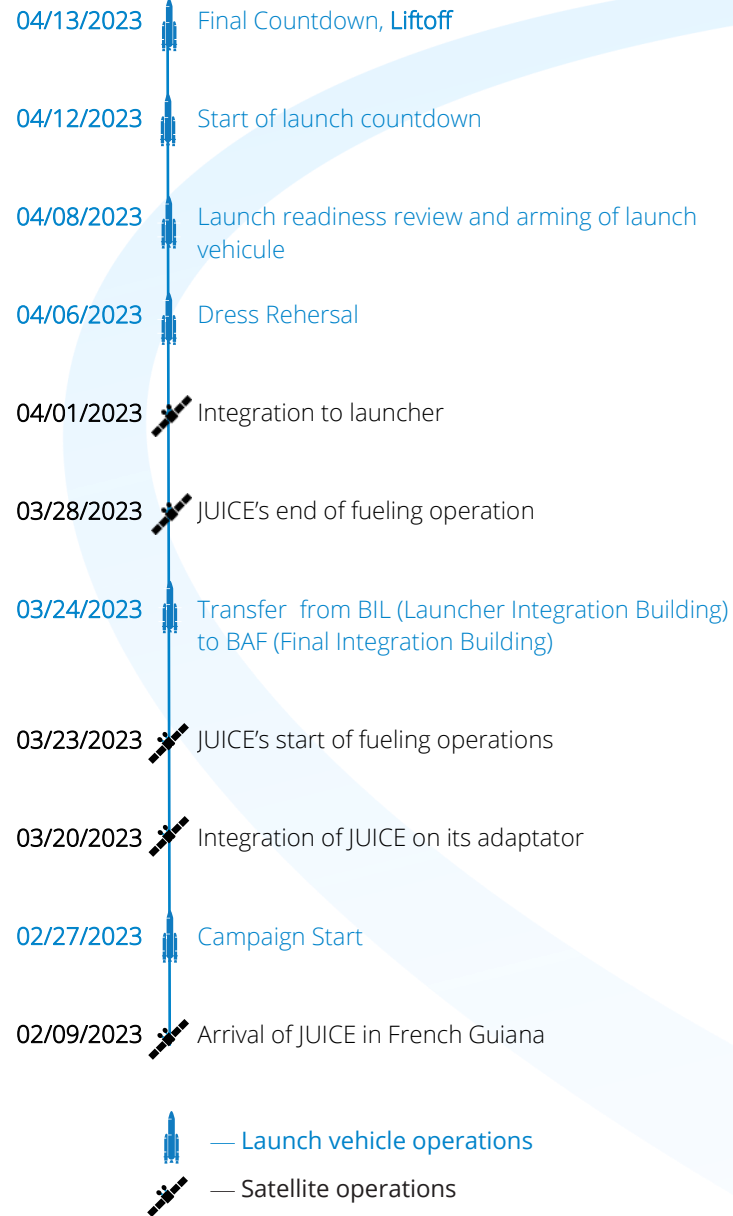 04/13/2023 Final Countdown, Liftoff
04/12/2023 Start of launch countdown
04/08/2023 Launch readiness review and arming of launch
vehicule
04/06/2023 Dress Rehersal
04/01/2023 Integration to launcher
03/28/2023 JUICE’s end of fueling operation
03/24/2023 Transfer from BIL (Launcher Integration Building)
to BAF (Final Integration Building)
03/23/2023 JUICE’s start of fueling operations
03/20/2023 Integration of JUICE on its adaptator
02/27/2023 Campaign Start
02/09/2023 Arrival of JUICE in French Guiana
— Launch vehicle operations
— Satellite operations